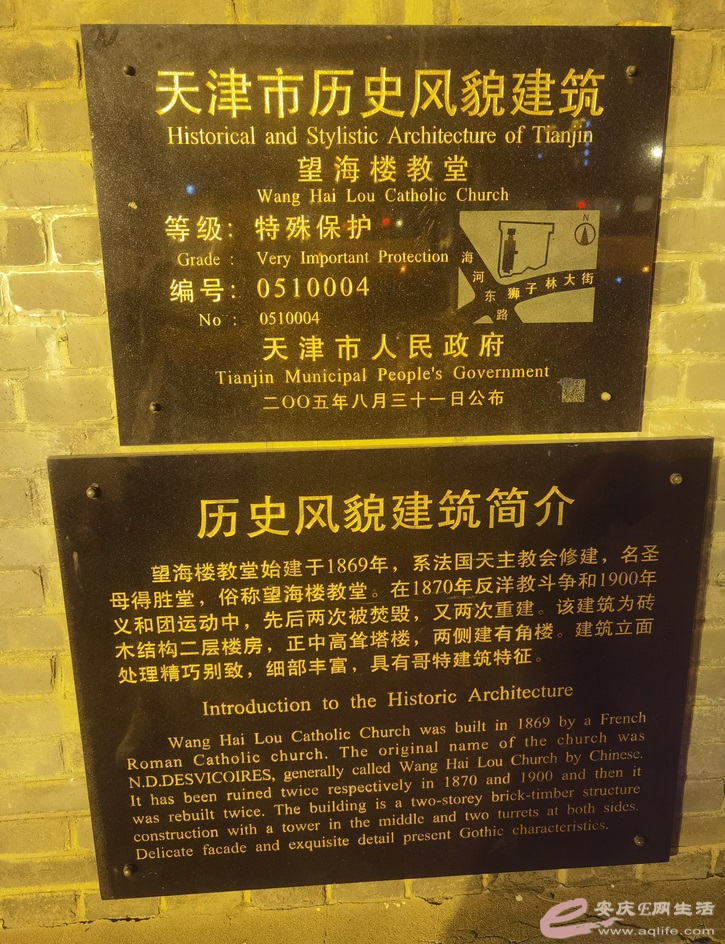 天津市历史风貌建筑
Historical and Stylistic Architecture of Tianjin
望海楼教堂
Wang Hai Lou Catholic Church
等级：特殊保护
Grade : Very Important Protection
编号：0510004
No : 0510004
N
海河东路
狮子林大街
天津市人民政府
Tianjin Municipal People's Government
二〇〇五年八月三十一日公布
历史风貌建筑简介
望海楼教堂始建于1869年，系法国天主教会修建，名圣
母得胜堂，俗称望海楼教堂。在1870年反洋教斗争和1900年
义和团运动中，先后两次被焚毁，又两次重建。该建筑为砖
木结构二层楼房，正中高耸塔楼，两侧建有角楼。建筑立面
处理精巧别致，细部丰富，具有哥特建筑特征。
Introduction to the Historic Architecture
Wang Hai Lou Catholic Church was built in 1869 by a French
Roman Catholic church. The original name of the church was
N.D.DESVICOIRES, generally called Wang Hai Lou Church by Chinese.
It has been ruined twice respectively in 1870 and 1900 and then it
was rebuilt twice. The building is a two-storey brick-timber structure
construction with a tower in the middle and two turrets at both sides.
Delicate facade and exquisite detail present Gothic characteristics.
安庆E网生活
www.aqlife.com